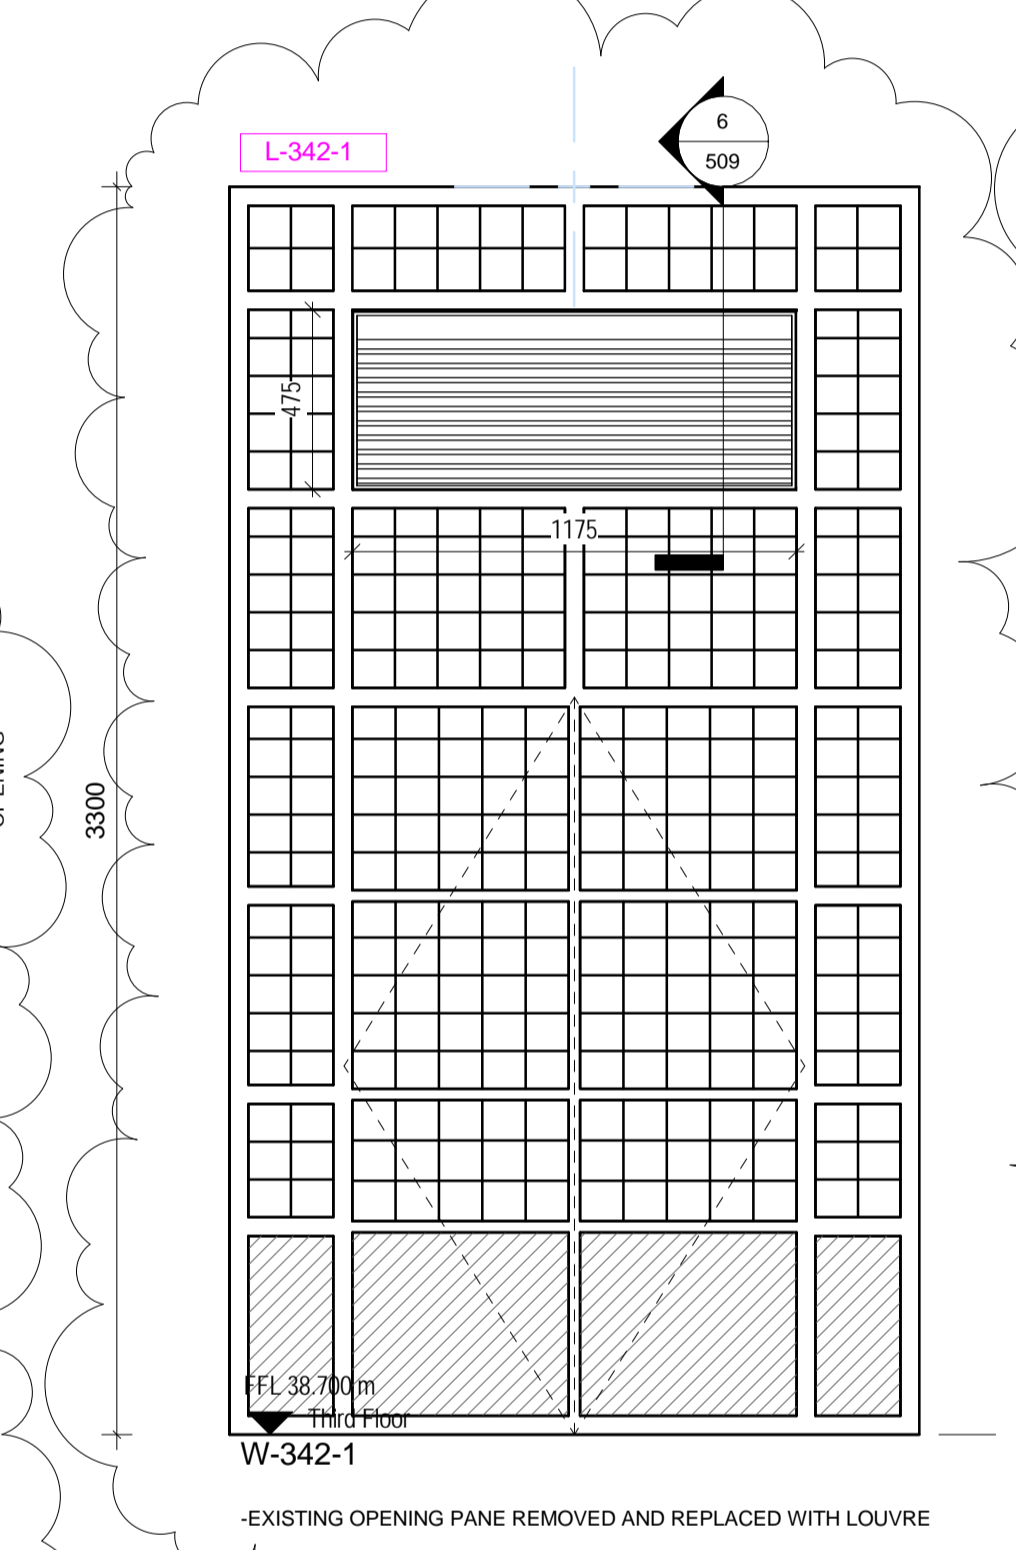 6
509
L-342-1
475
1175
3300
FFL 38.700 m
Third Floor
W-342-1
-EXISTING OPENING PANE REMOVED AND REPLACED WITH LOUVRE